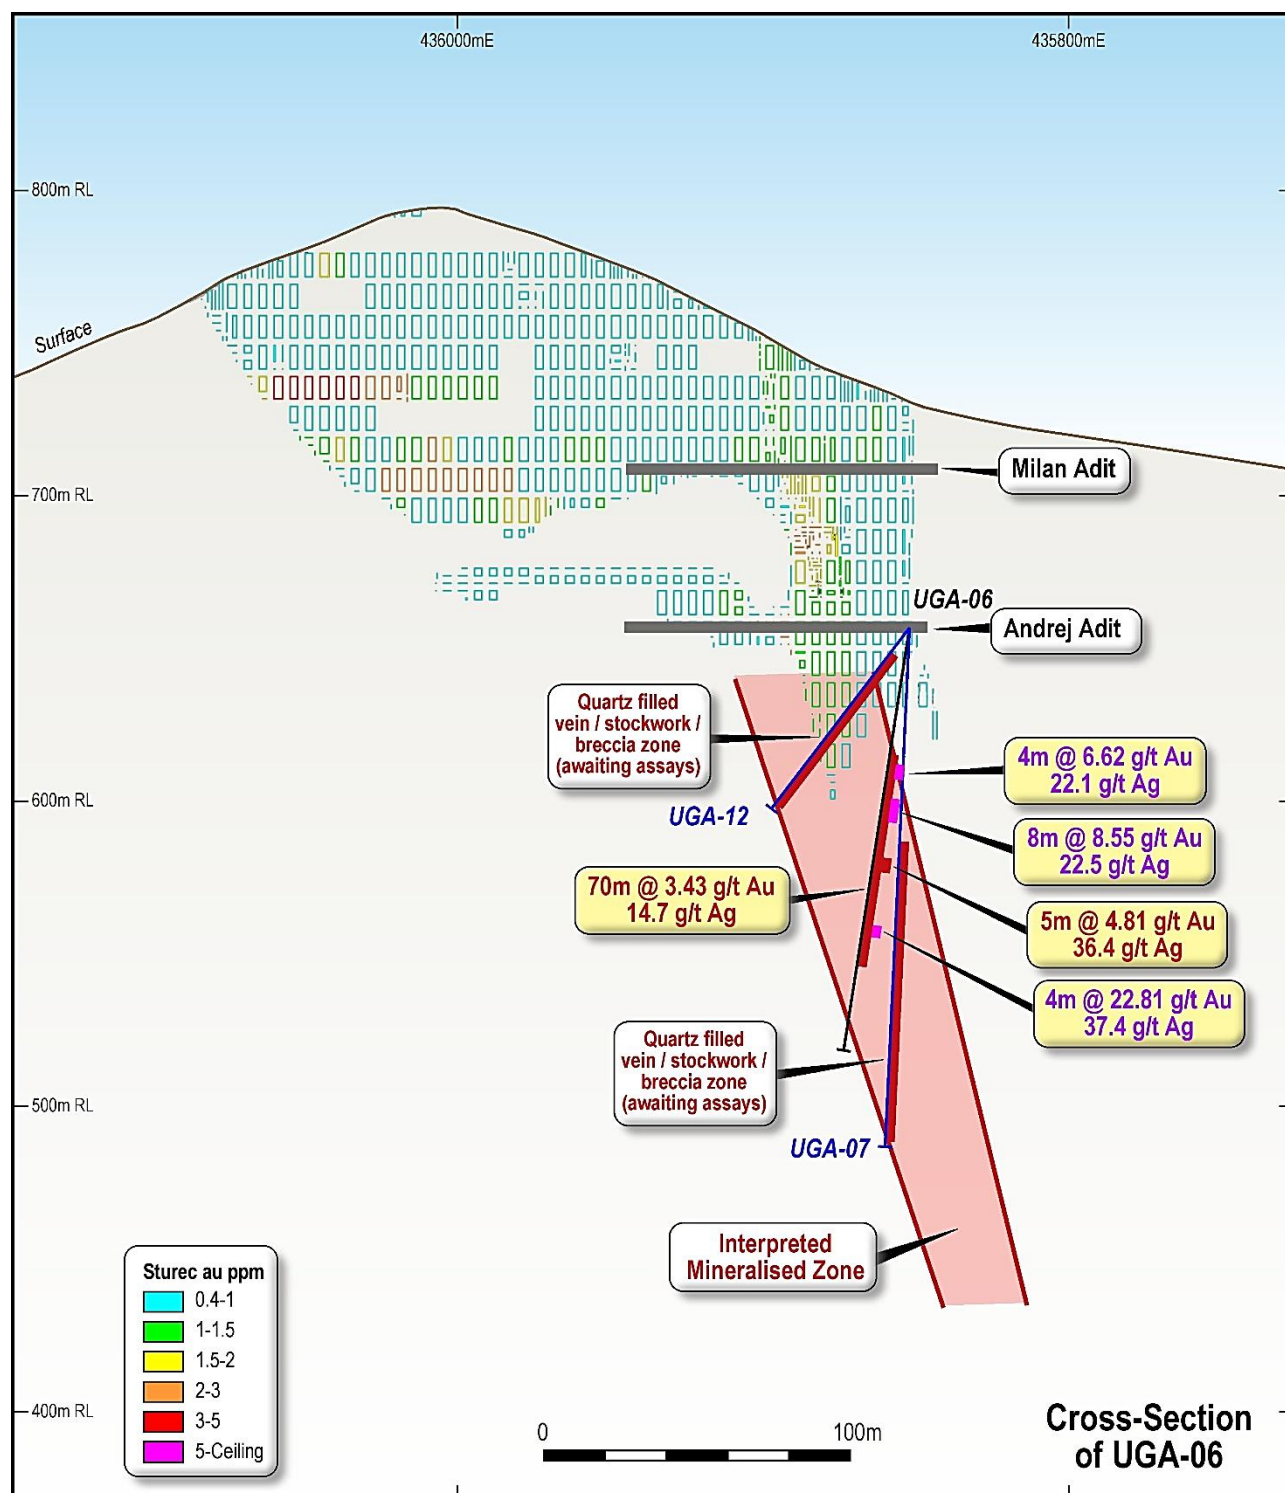 436000mE
435800mE
800m RL
Surface
Milan Adit
700m RL
UGA-06
Andrej Adit
Quartz filled
vein / stockwork /
breccia zone
(awaiting assays)
4m @ 6.62 g/t Au
22.1 g/t Ag
600m RL
UGA-12
8m @ 8.55 g/t Au
22.5 g/t Ag
70m @ 3.43 g/t Au
14.7 g/t Ag
5m @ 4.81 g/t Au
36.4 g/t Ag
4m @ 22.81 g/t Au
37.4 g/t Ag
Quartz filled
vein / stockwork /
breccia zone
(awaiting assays)
500m RL
UGA-07
Interpreted
Mineralised Zone
Sturec au ppm
0.4-1
1-1.5
1.5-2
2-3
3-5
5-Ceiling
400m RL
0
100m
Cross-Section
of UGA-06